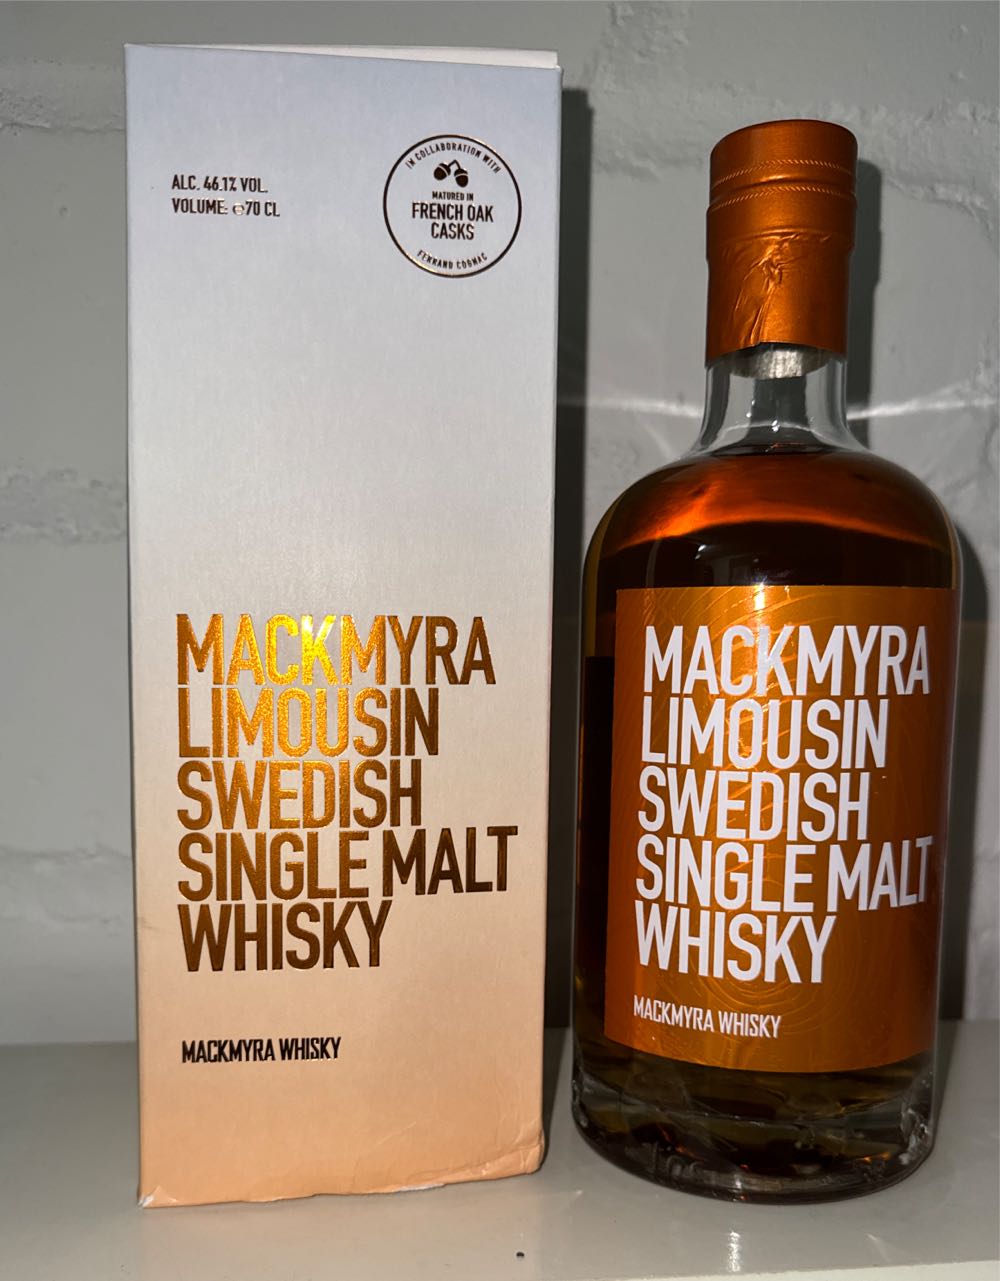 ALC. 46.1% VOL.
VOLUME: ℮70 CL
IN COLLABORATION WITH
MATURED IN
FRENCH OAK
CASKS
FERRAND COGNAC
MACKMYRA
LIMOUSIN
SWEDISH
SINGLE MALT
WHISKY
MACKMYRA WHISKY
MACKMYRA
LIMOUSIN
SWEDISH
SINGLE MALT
WHISKY
MACKMYRA WHISKY